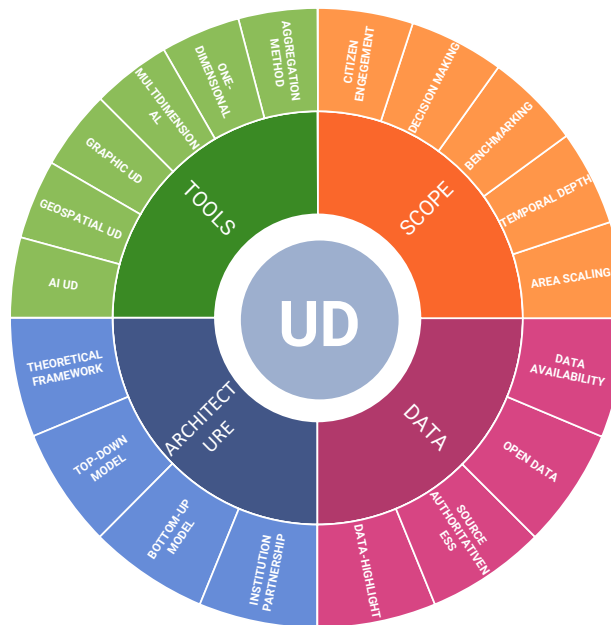 UD
TOOLS
SCOPE
DATA
ARCHITECT
URE
CITIZEN
ENGEGEMENT
DECISION MAKING
BENCHMARKING
TEMPORAL DEPTH
AREA SCALING
DATA
AVAILABILITY
OPEN DATA
SOURCE
AUTHORITATIVEN
ESS
DATA-HIGHLIGHT
INSTITUTION
PARTNERSHIP
BOTTOM-UP
MODEL
TOP-DOWN
MODEL
THEORETICAL
FRAMEWORK
AI UD
GEOSPATIAL UD
GRAPHIC UD
MULTIDIMENSION
AL
ONE-
DIMENSIONAL
AGGREGATION
METHOD